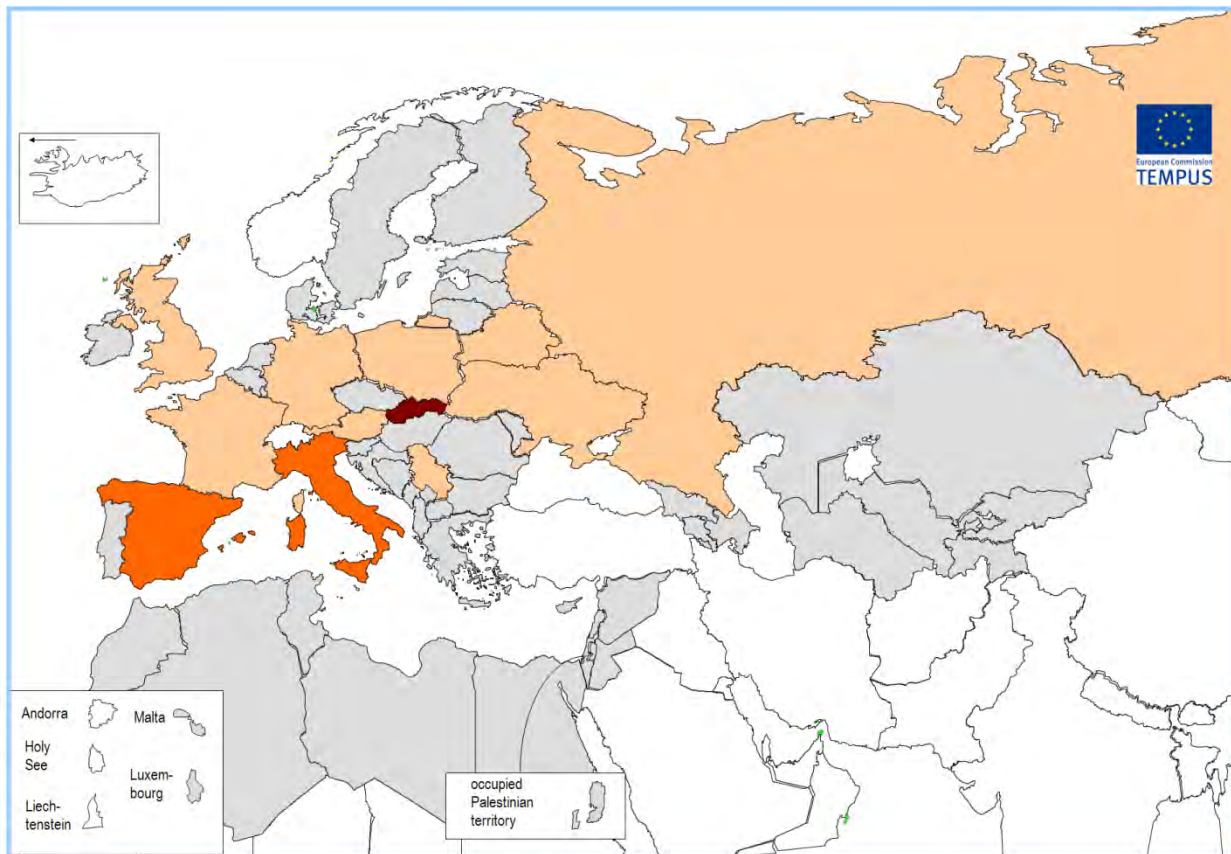 European Commission
TEMPUS
Andorra
Malta
Holy
See
Luxem-
bourg
Liech-
tenstein
occupied
Palestinian
territory